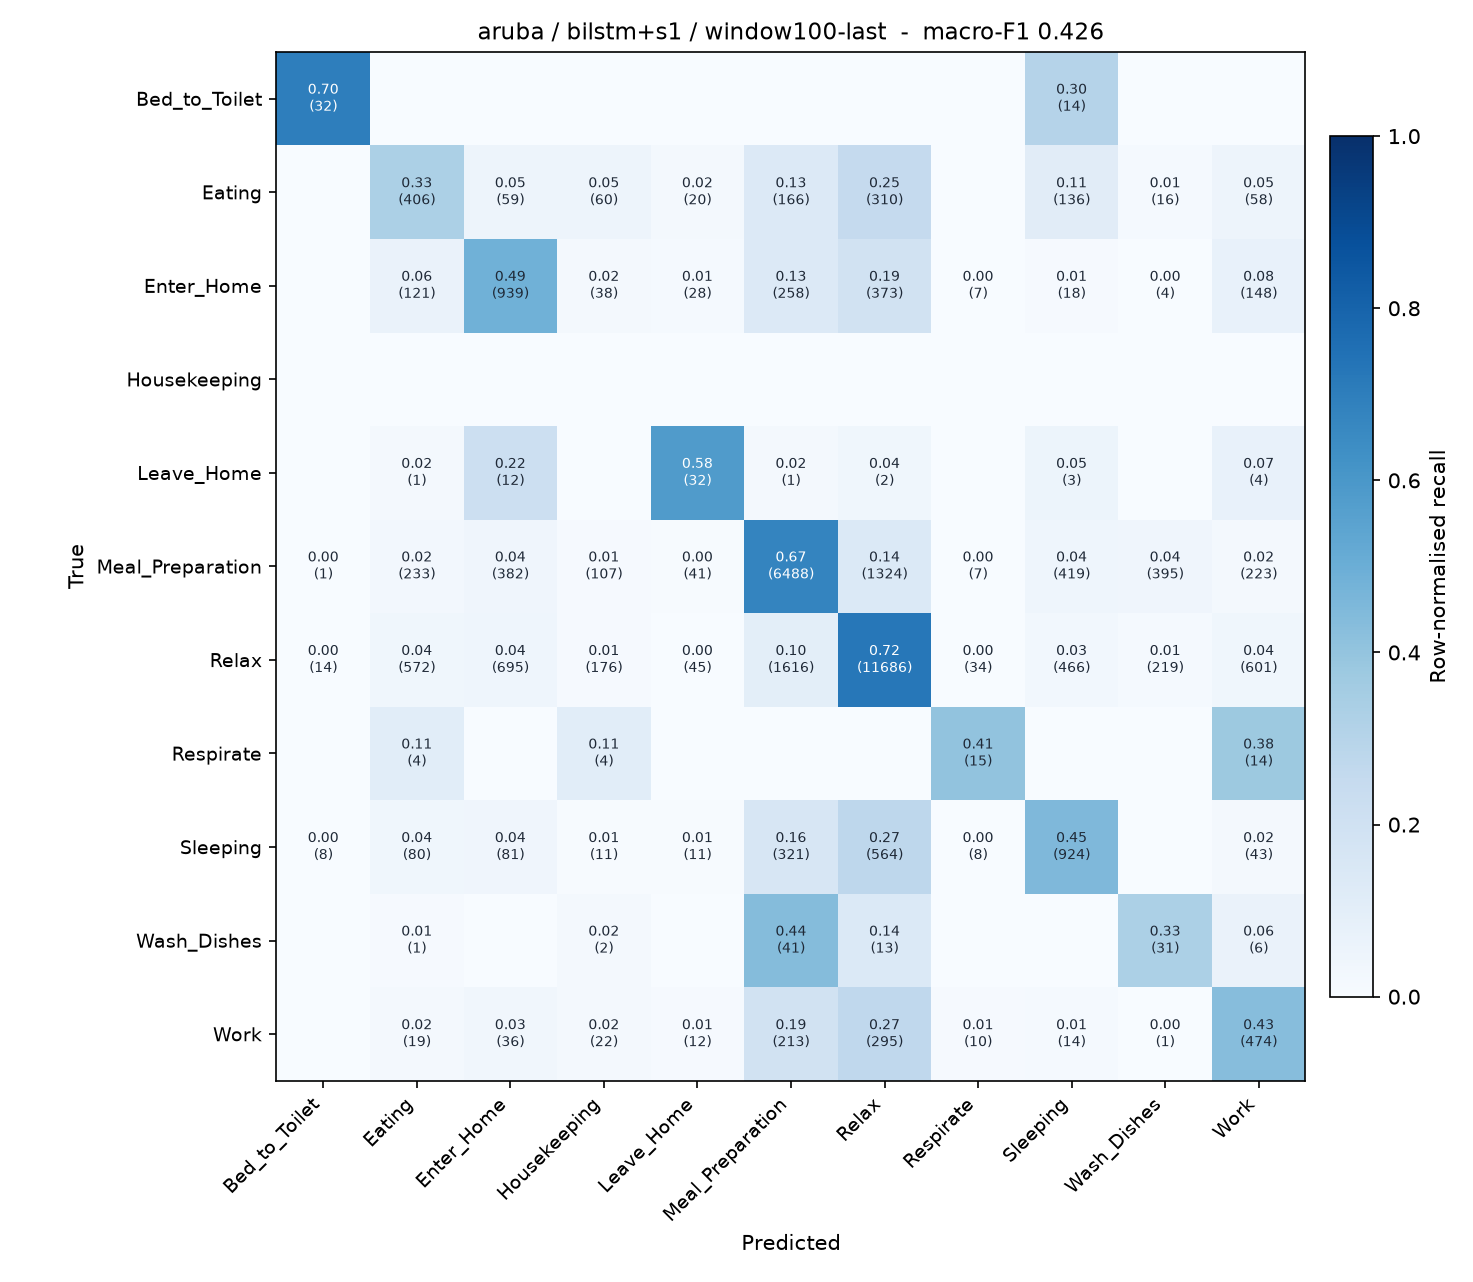 aruba / bilstm+s1 / window100-last  -  macro-F1 0.426
Bed_to_Toilet 0.70 0.30
(32) (14)
Eating 0.33 0.05 0.05 0.02 0.13 0.25 0.11 0.01 0.05
(406) (59) (60) (20) (166) (310) (136) (16) (58)
Enter_Home 0.06 0.49 0.02 0.01 0.13 0.19 0.00 0.01 0.00 0.08
(121) (939) (38) (28) (258) (373) (7) (18) (4) (148)
Housekeeping
Leave_Home 0.02 0.22 0.58 0.02 0.04 0.05 0.07
(1) (12) (32) (1) (2) (3) (4)
Meal_Preparation 0.00 0.02 0.04 0.01 0.00 0.67 0.14 0.00 0.04 0.04 0.02
(1) (233) (382) (107) (41) (6488) (1324) (7) (419) (395) (223)
Relax 0.00 0.04 0.04 0.01 0.00 0.10 0.72 0.00 0.03 0.01 0.04
(14) (572) (695) (176) (45) (1616) (11686) (34) (466) (219) (601)
Respirate 0.11 0.11 0.41 0.38
(4) (4) (15) (14)
Sleeping 0.00 0.04 0.04 0.01 0.01 0.16 0.27 0.00 0.45 0.02
(8) (80) (81) (11) (11) (321) (564) (8) (924) (43)
Wash_Dishes 0.01 0.02 0.44 0.14 0.33 0.06
(1) (2) (41) (13) (31) (6)
Work 0.02 0.03 0.02 0.01 0.19 0.27 0.01 0.01 0.00 0.43
(19) (36) (22) (12) (213) (295) (10) (14) (1) (474)
True
Bed_to_Toilet
Eating
Enter_Home
Housekeeping
Leave_Home
Meal_Preparation
Relax
Respirate
Sleeping
Wash_Dishes
Work
Predicted
1.0
0.8
0.6
0.4
0.2
0.0
Row-normalised recall